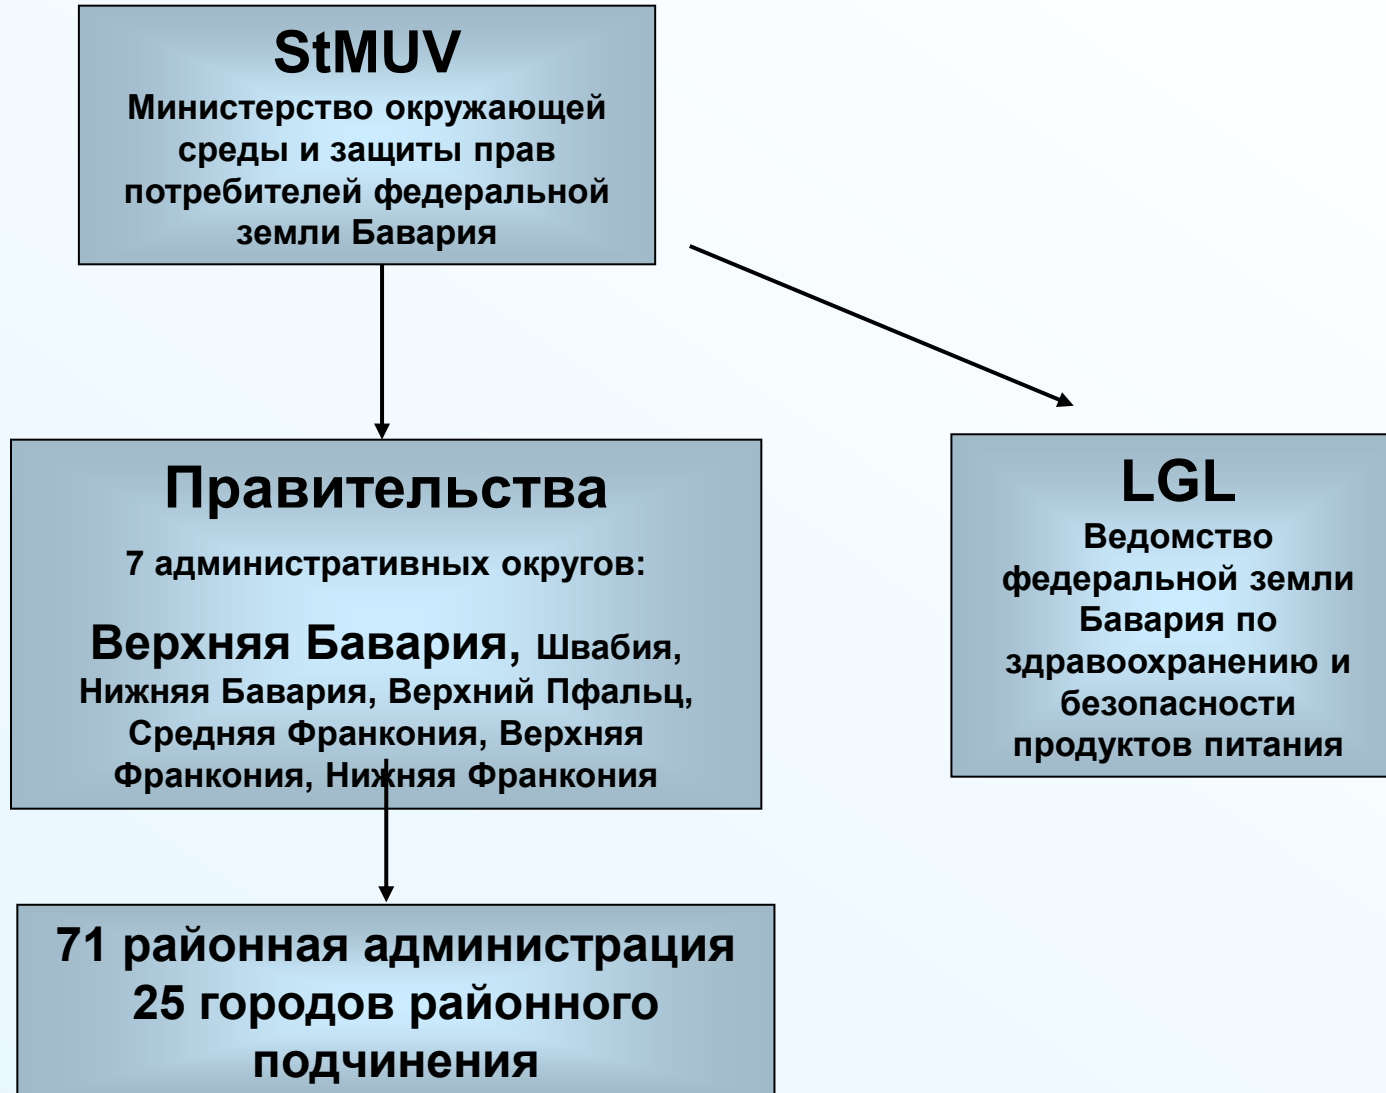 StMUV
Министерство окружающей
среды и защиты прав
потребителей федеральной
земли Бавария
Правительства
7 административных округов:
Верхняя Бавария, Швабия,
Нижняя Бавария, Верхний Пфальц,
Средняя Франкония, Верхняя
Франкония, Нижняя Франкония
LGL
Ведомство
федеральной земли
Бавария по
здравоохранению и
безопасности
продуктов питания
71 районная администрация
25 городов районного
подчинения